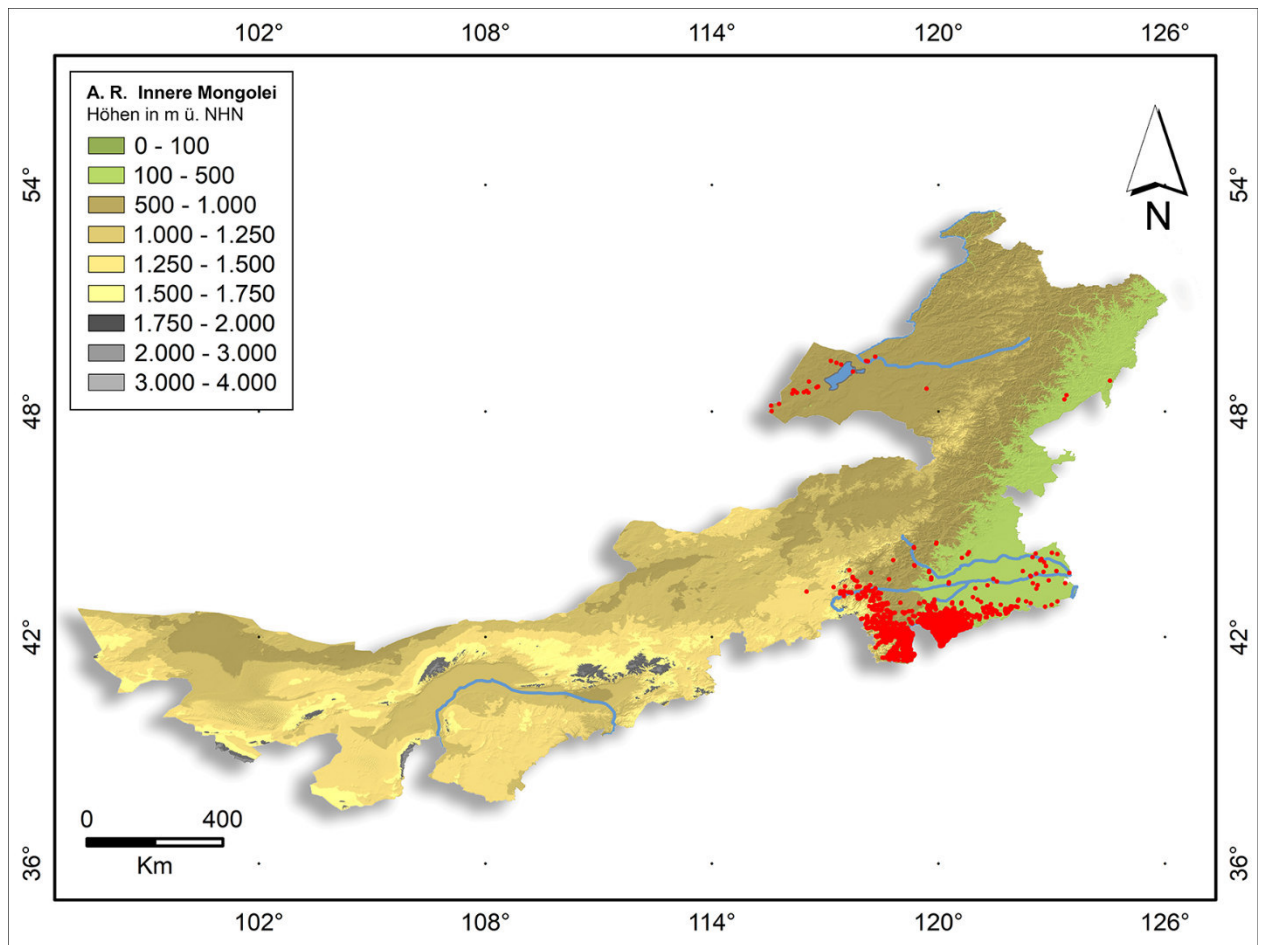 102° 108° 114° 120° 126°
A. R. Innere Mongolei
Höhen in m ü. NHN
0 - 100
100 - 500
500 - 1.000
1.000 - 1.250
1.250 - 1.500
1.500 - 1.750
1.750 - 2.000
2.000 - 3.000
3.000 - 4.000
N
54° 54°
48° 48°
42° 42°
0 400
Km
36° 36°
102° 108° 114° 120° 126°